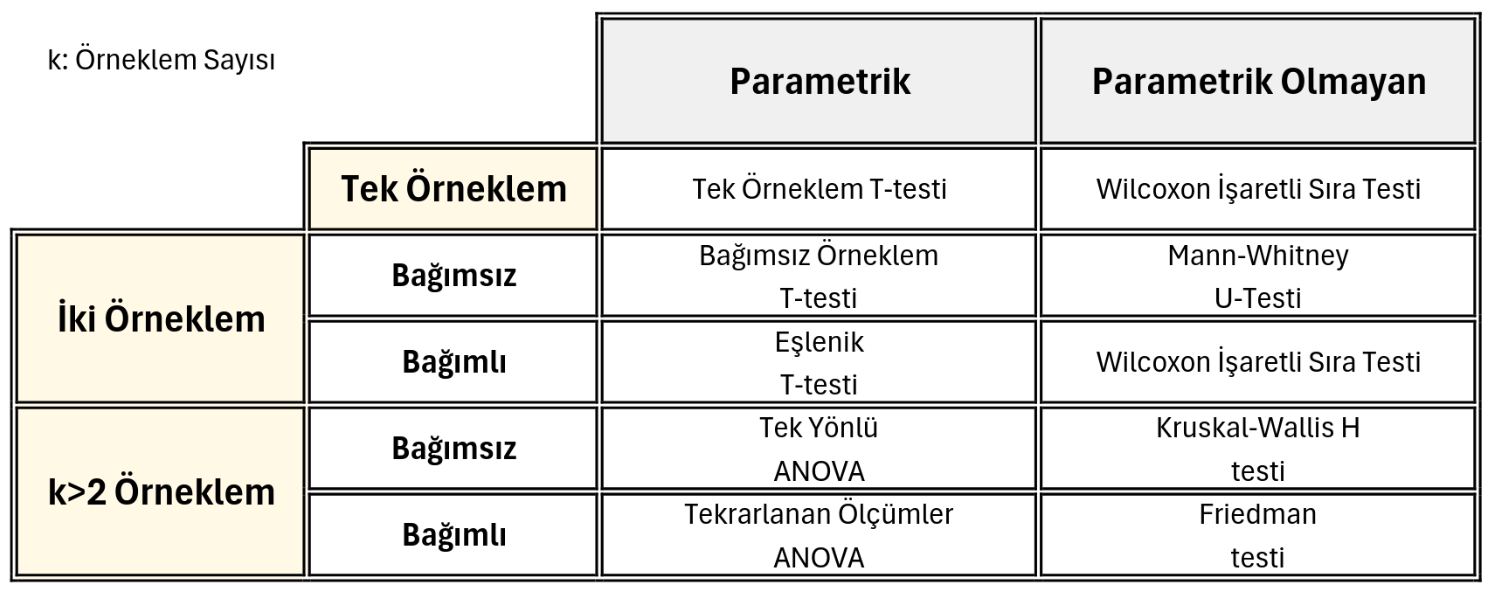 k: Örneklem Sayısı
Parametrik
Parametrik Olmayan
Tek Örneklem
Tek Örneklem T-testi
Wilcoxon İşaretli Sıra Testi
İki Örneklem
Bağımsız
Bağımsız Örneklem
T-testi
Mann-Whitney
U-Testi
Bağımlı
Eşlenik
T-testi
Wilcoxon İşaretli Sıra Testi
k>2 Örneklem
Bağımsız
Tek Yönlü
ANOVA
Kruskal-Wallis H
testi
Bağımlı
Tekrarlanan Ölçümler
ANOVA
Friedman
testi